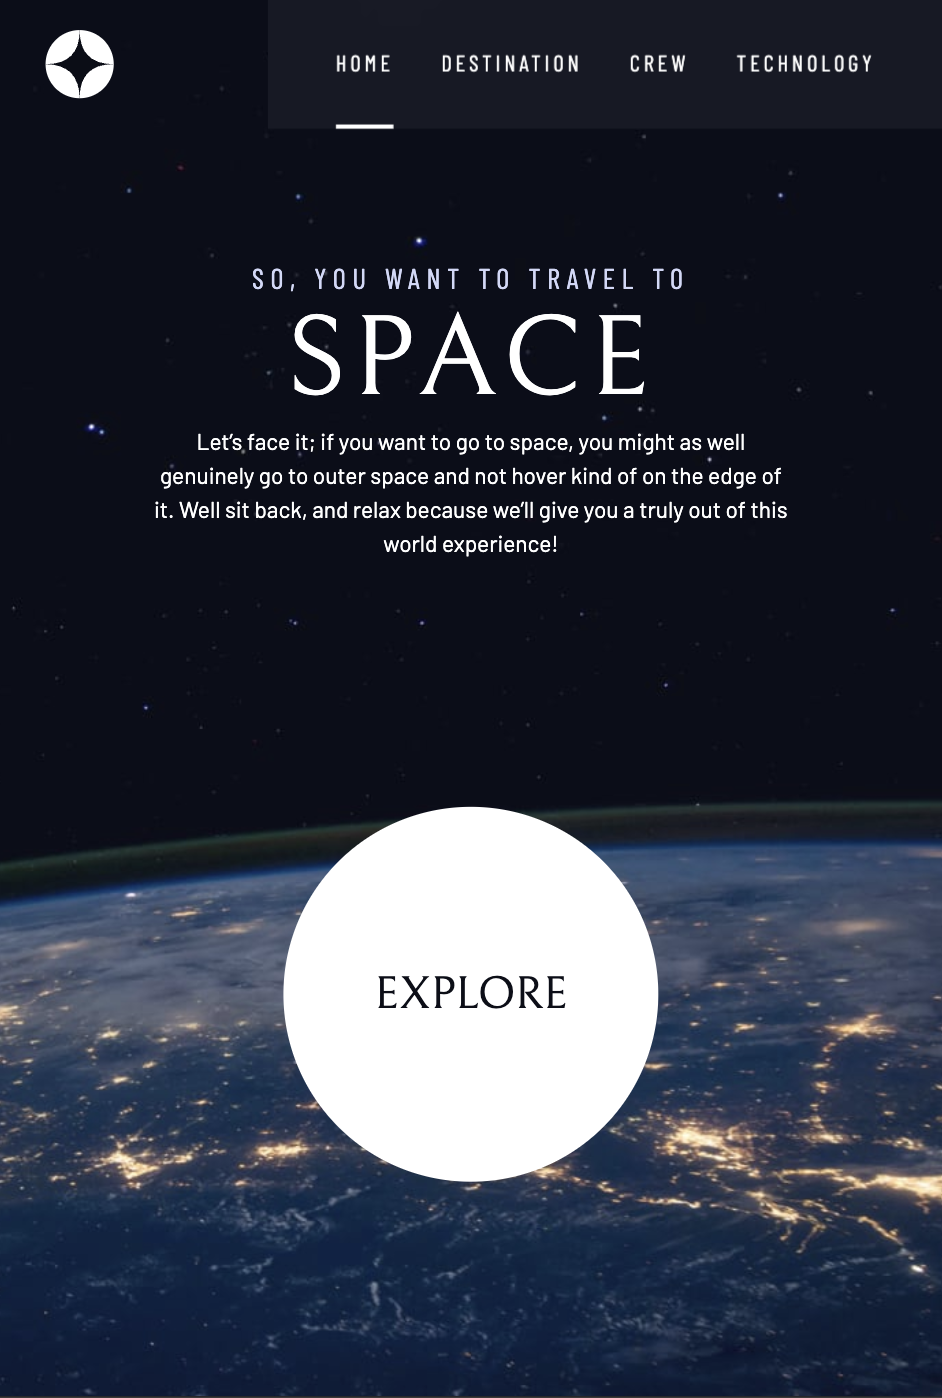 HOME DESTINATION CREW TECHNOLOGY
SO, YOU WANT TO TRAVEL TO
SPACE
Let’s face it; if you want to go to space, you might as well
genuinely go to outer space and not hover kind of on the edge of
it. Well sit back, and relax because we’ll give you a truly out of this
world experience!
EXPLORE